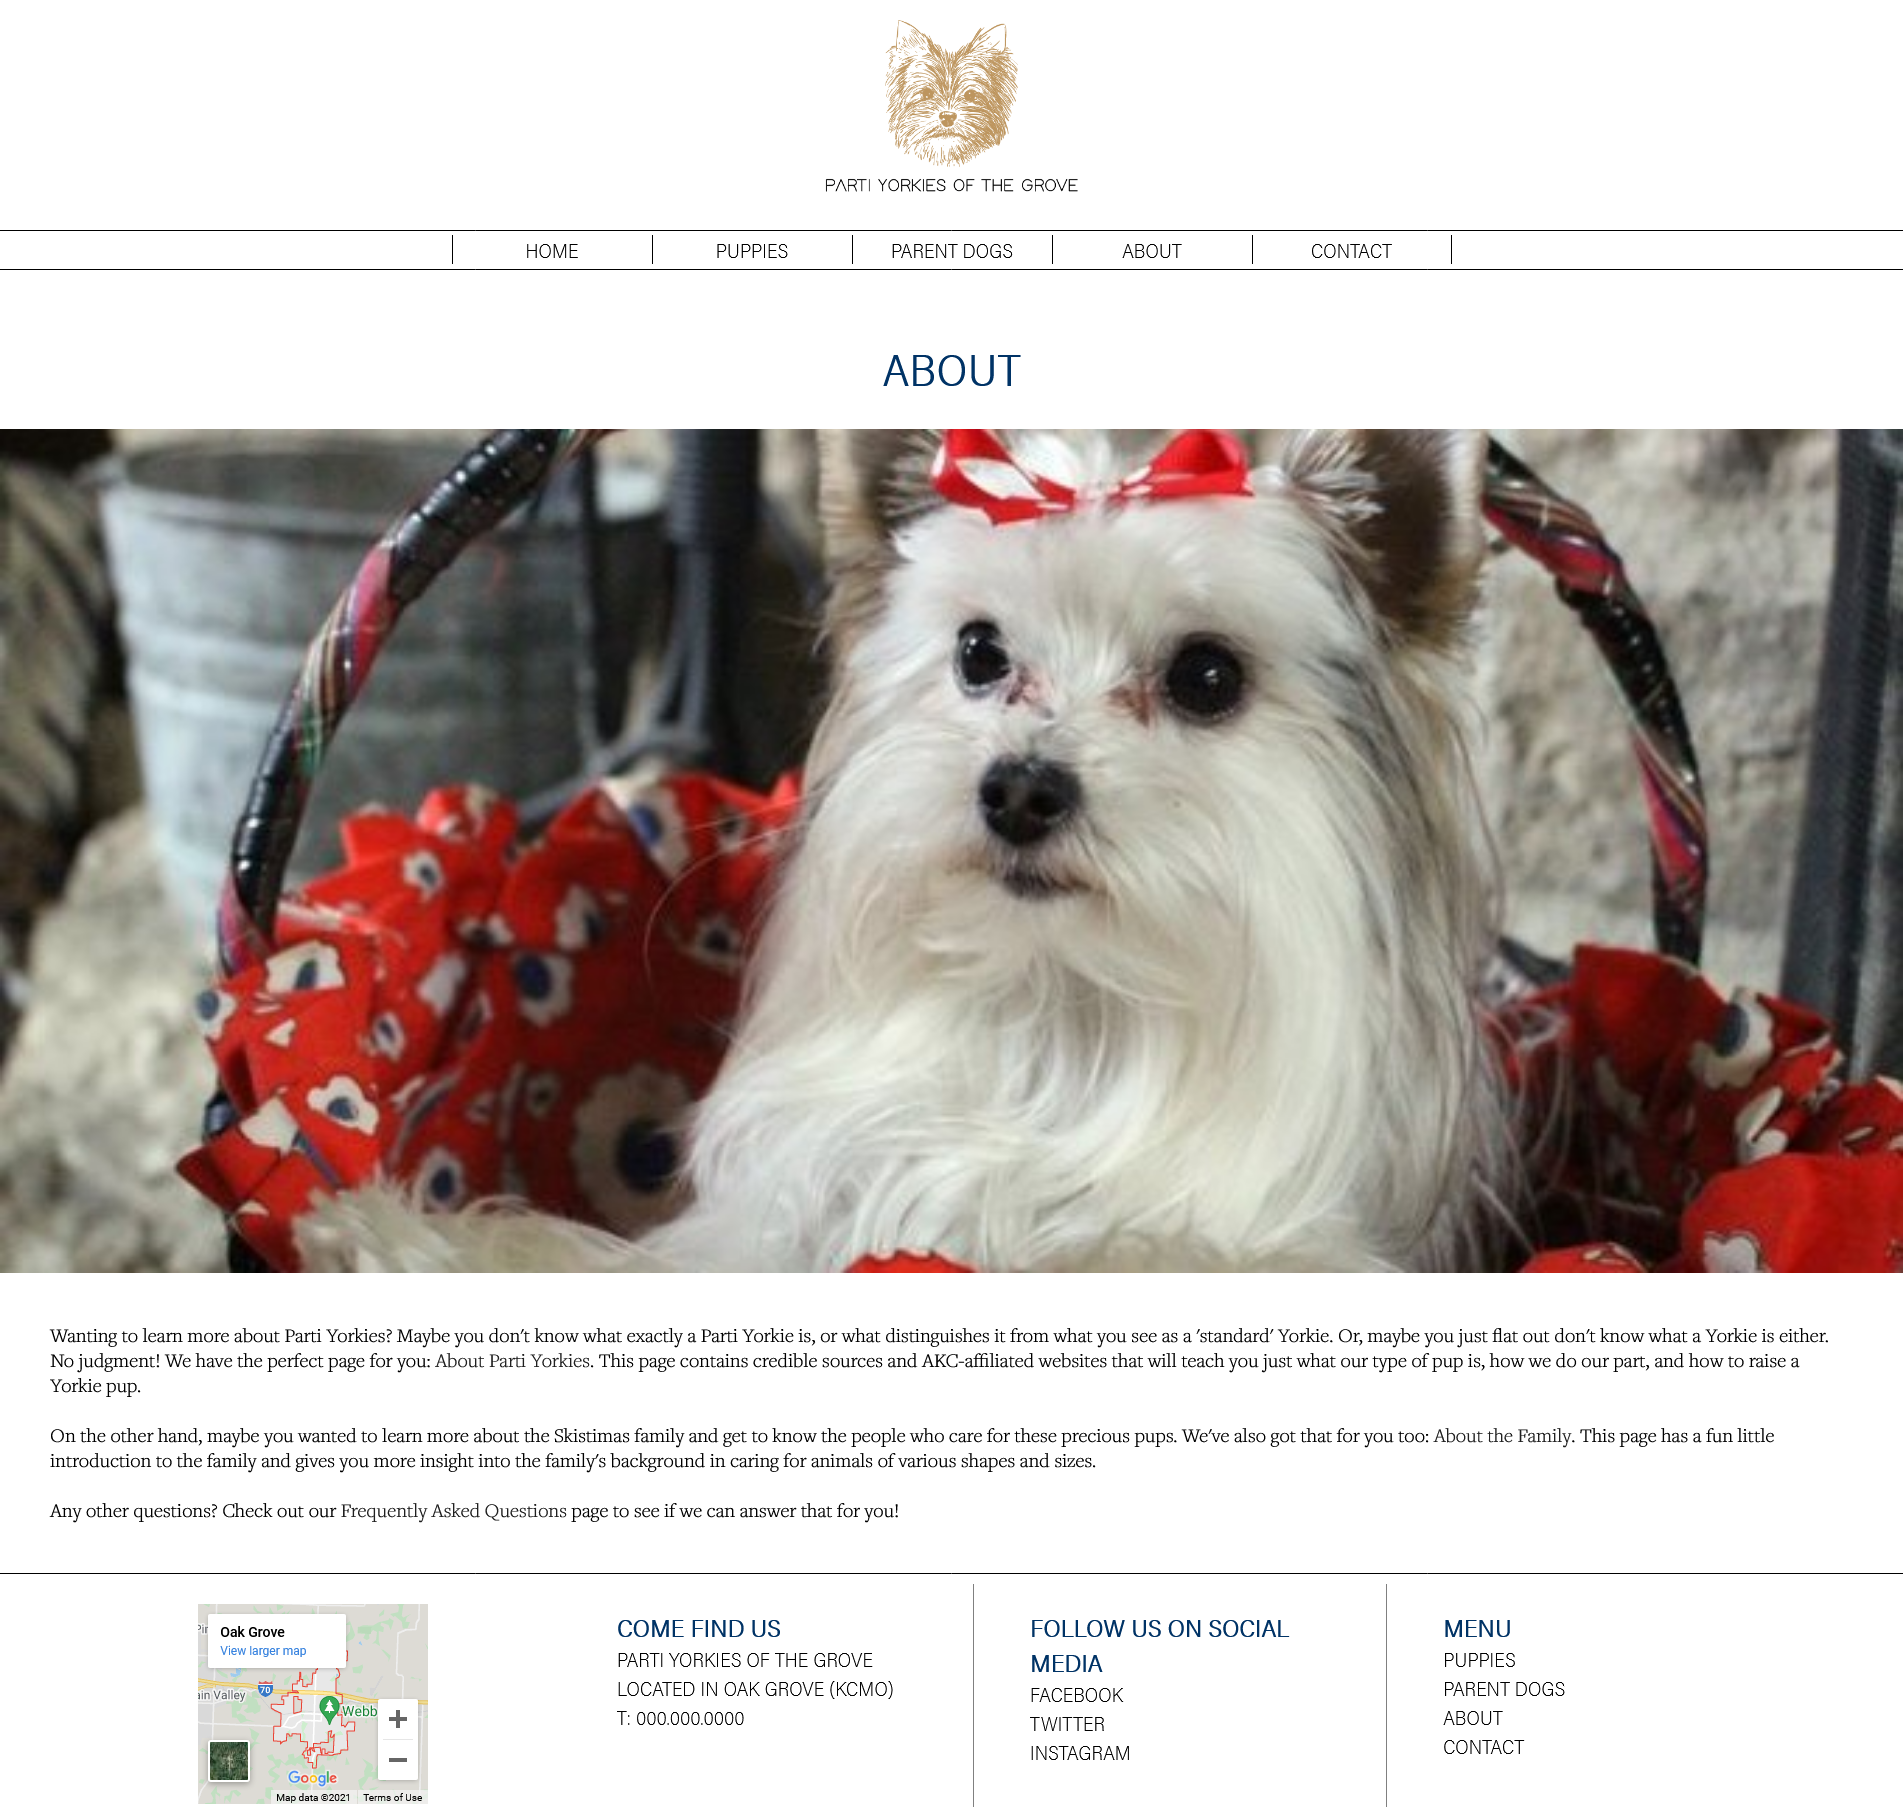 PARTI YORKIES OF THE GROVE
HOME PUPPIES PARENT DOGS ABOUT CONTACT
ABOUT
Wanting to learn more about Parti Yorkies? Maybe you don't know what exactly a Parti Yorkie is, or what distinguishes it from what you see as a 'standard' Yorkie. Or, maybe you just flat out don't know what a Yorkie is either.
No judgment! We have the perfect page for you: About Parti Yorkies. This page contains credible sources and AKC-affiliated websites that will teach you just what our type of pup is, how we do our part, and how to raise a
Yorkie pup.
On the other hand, maybe you wanted to learn more about the Skistimas family and get to know the people who care for these precious pups. We've also got that for you too: About the Family. This page has a fun little
introduction to the family and gives you more insight into the family's background in caring for animals of various shapes and sizes.
Any other questions? Check out our Frequently Asked Questions page to see if we can answer that for you!
Oak Grove
View larger map
ain Valley
70
Webb
Google
Map data ©2021 Terms of Use
COME FIND US
PARTI YORKIES OF THE GROVE
LOCATED IN OAK GROVE (KCMO)
T: 000.000.0000
FOLLOW US ON SOCIAL
MEDIA
FACEBOOK
TWITTER
INSTAGRAM
MENU
PUPPIES
PARENT DOGS
ABOUT
CONTACT